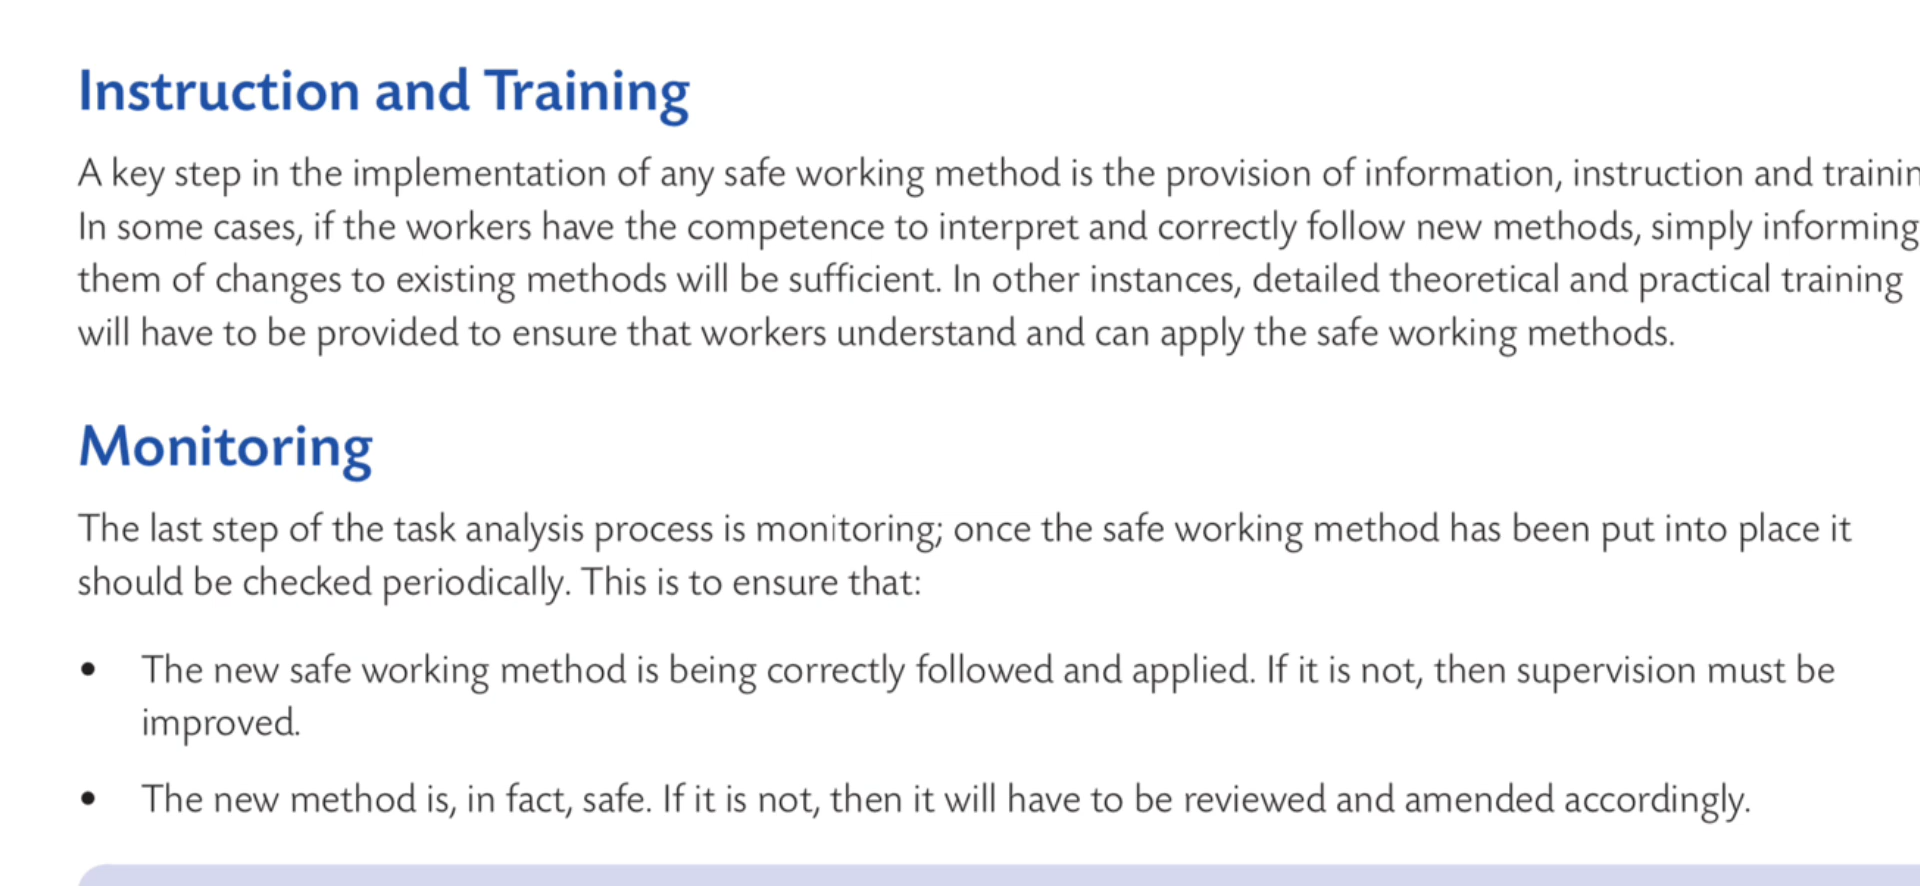 Instruction and Training
A key step in the implementation of any safe working method is the provision of information, instruction and trainin
In some cases, if the workers have the competence to interpret and correctly follow new methods, simply informing
them of changes to existing methods will be sufficient. In other instances, detailed theoretical and practical training
will have to be provided to ensure that workers understand and can apply the safe working methods.
Monitoring
The last step of the task analysis process is monitoring; once the safe working method has been put into place it
should be checked periodically. This is to ensure that:
• The new safe working method is being correctly followed and applied. If it is not, then supervision must be
improved.
• The new method is, in fact, safe. If it is not, then it will have to be reviewed and amended accordingly.